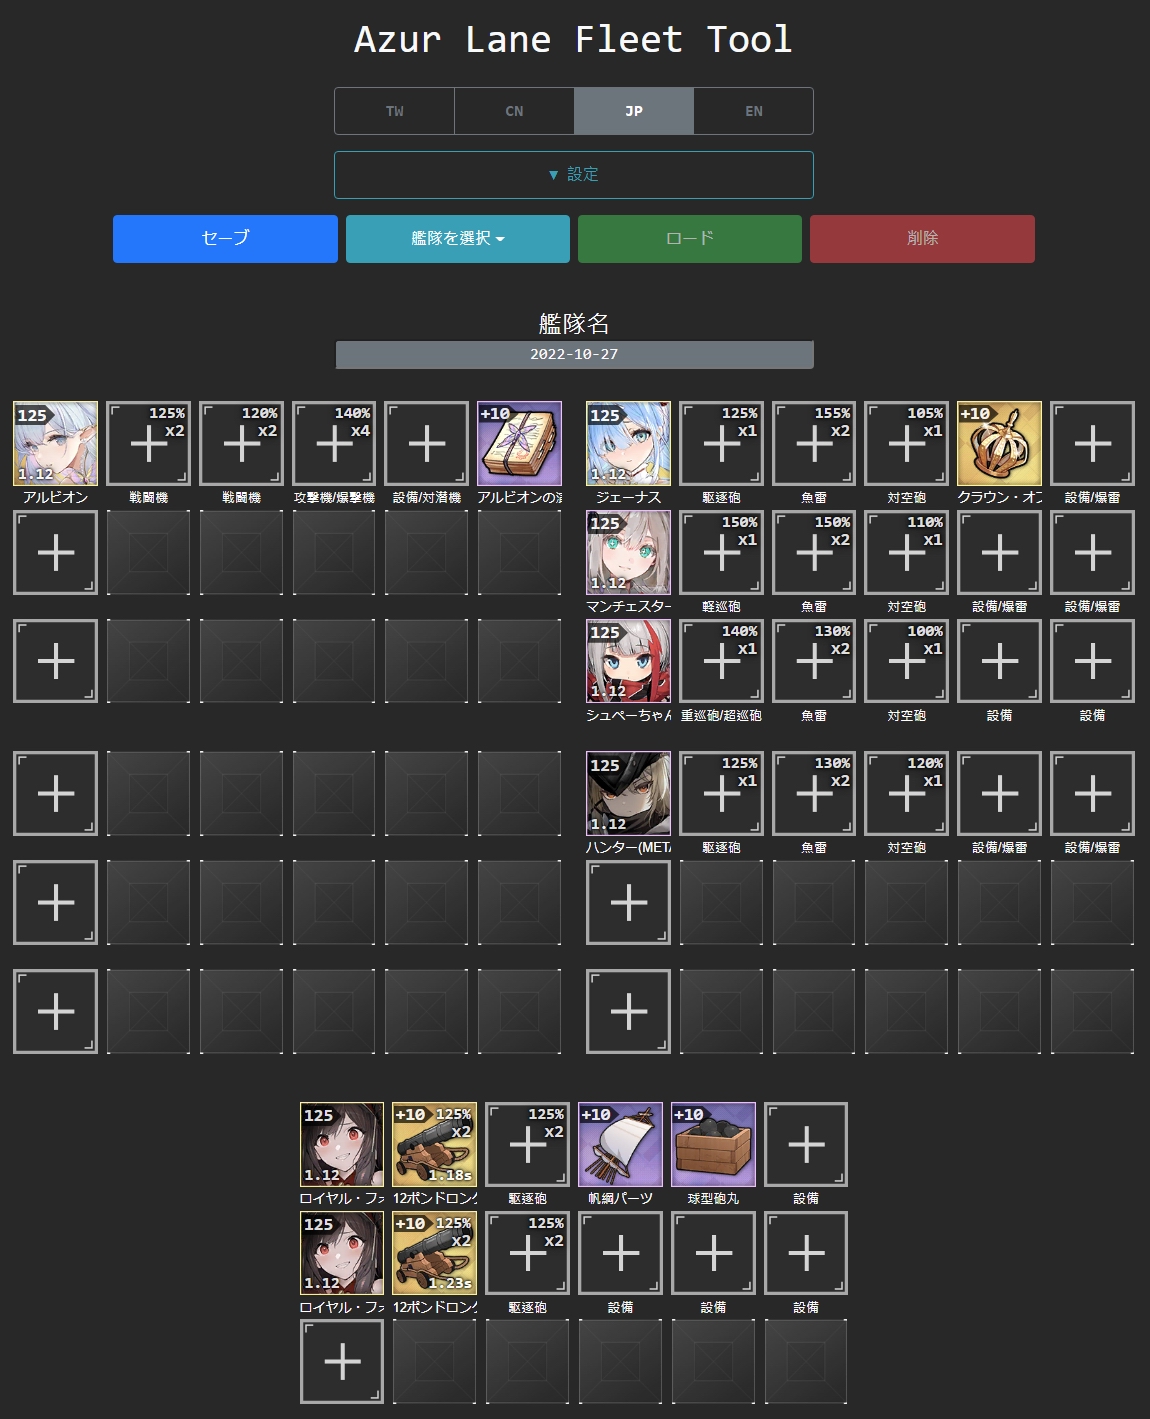 Azur Lane Fleet Tool
TW CN JP EN
▼ 設定
セーブ 艦隊を選択 ロード 削除
艦隊名
2022-10-27
125 1.12 125% x2 120% x2 140% x4 +10
アルビオン 戦闘機 戦闘機 攻撃機/爆撃機 設備/対潜機 アルビオンの
125 1.12 125% x1 155% x2 105% x1 +10
ジェーナス 駆逐砲 魚雷 対空砲 クラウン・オブ 設備/爆雷
125 1.12 150% x1 150% x2 110% x1
マンチェスター 軽巡砲 魚雷 対空砲 設備/爆雷 設備/爆雷
125 1.12 140% x1 130% x2 100% x1
シュペーちゃん 重巡砲/超巡砲 魚雷 対空砲 設備 設備
125 1.12 125% x1 130% x2 120% x1
ハンター(META 駆逐砲 魚雷 対空砲 設備/爆雷 設備/爆雷
125 1.12 +10 125% x2 1.18s 125% x2 +10 +10
ロイヤル・フォ 12ポンドロング 駆逐砲 帆綱パーツ 球型砲丸 設備
125 1.12 +10 125% x2 1.23s 125% x2
ロイヤル・フォ 12ポンドロング 駆逐砲 設備 設備 設備